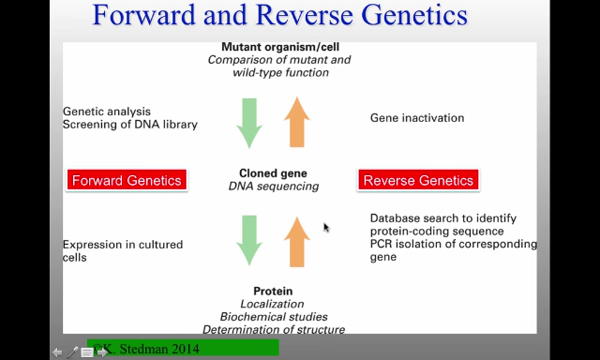 Forward and Reverse Genetics
Mutant organism/cell
Comparison of mutant and
wild-type function
Genetic analysis
Screening of DNA library
Gene inactivation
Forward Genetics
Cloned gene
DNA sequencing
Reverse Genetics
Expression in cultured
cells
Database search to identify
protein-coding sequence
PCR isolation of corresponding
gene
Protein
Localization
Biochemical studies
Determination of structure
©K. Stedman 2014